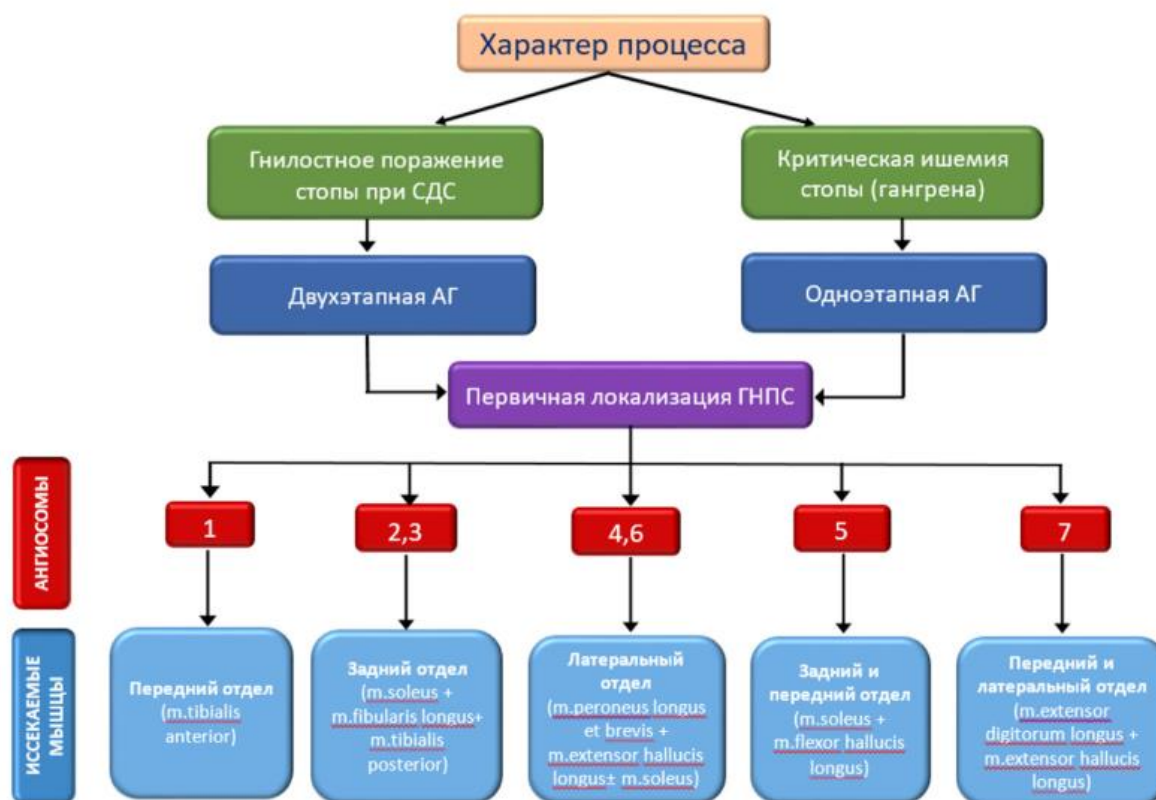 Характер процесса
Гнилостное поражение
стопы при СДС
Критическая ишемия
стопы (гангрена)
Двухэтапная АГ
Одноэтапная АГ
Первичная локализация ГНПС
АНГИОСОМЫ
1
2,3
4,6
5
7
ИССЕКАЕМЫЕ
МЫШЦЫ
Передний отдел
(m.tibialis
anterior)
Задний отдел
(m.soleus +
m.fibularis longus+
m.tibialis
posterior)
Латеральный
отдел
(m.peroneus longus
et brevis +
m.extensor hallucis
longus± m.soleus)
Задний и
передний отдел
(m.soleus +
m.flexor hallucis
longus)
Передний и
латеральный отдел
(m.extensor
digitorum longus +
m.extensor hallucis
longus)